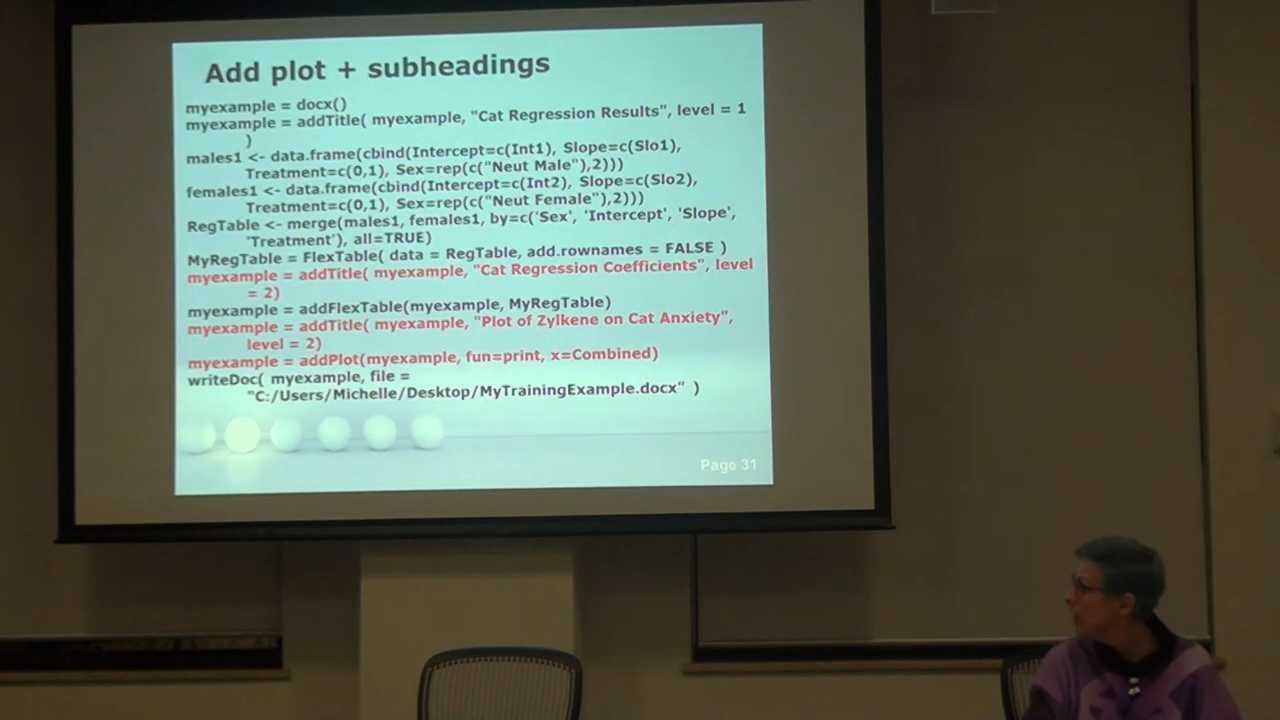 Add plot + subheadings
myexample = docx()
myexample = addTitle( myexample, "Cat Regression Results", level = 1
)
males1 <- data.frame(cbind(Intercept=c(Int1), Slope=c(Slo1),
Treatment=c(0,1), Sex=rep(c("Neut Male"),2)))
females1 <- data.frame(cbind(Intercept=c(Int2), Slope=c(Slo2),
Treatment=c(0,1), Sex=rep(c("Neut Female"),2)))
RegTable <- merge(males1, females1, by=c('Sex', 'Intercept', 'Slope',
'Treatment'), all=TRUE)
MyRegTable = FlexTable( data = RegTable, add.rownames = FALSE )
myexample = addTitle( myexample, "Cat Regression Coefficients", level
= 2)
myexample = addFlexTable(myexample, MyRegTable)
myexample = addTitle( myexample, "Plot of Zylkene on Cat Anxiety",
level = 2)
myexample = addPlot(myexample, fun=print, x=Combined)
writeDoc( myexample, file =
"C:/Users/Michelle/Desktop/MyTrainingExample.docx" )
Page 31